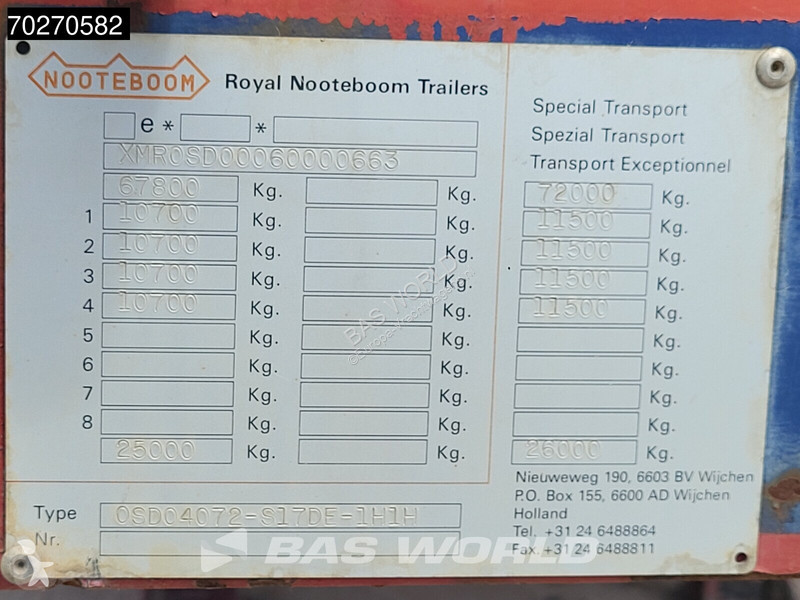 70270582
NOOTEBOOM
Royal Nooteboom Trailers
e* *
XMROSD00060000663
67800 Kg. Kg.
1 10700 Kg. Kg.
2 10700 Kg. Kg.
3 10700 Kg. Kg.
4 10700 Kg. Kg.
5 Kg. Kg.
6 Kg. Kg.
7 Kg. Kg.
8 Kg. Kg.
25000 Kg. Kg.
Type OSD04072-S17DE-1H1H
Nr.
Special Transport
Spezial Transport
Transport Exceptionnel
72000 Kg.
11500 Kg.
11500 Kg.
11500 Kg.
11500 Kg.
Kg.
Kg.
Kg.
Kg.
26000 Kg.
Nieuweweg 190, 6603 BV Wijchen
P.O. Box 155, 6600 AD Wijchen
Holland
Tel. +31 24 6488864
Fax. +31 24 6488811
BAS WORLD
BAS WORLD